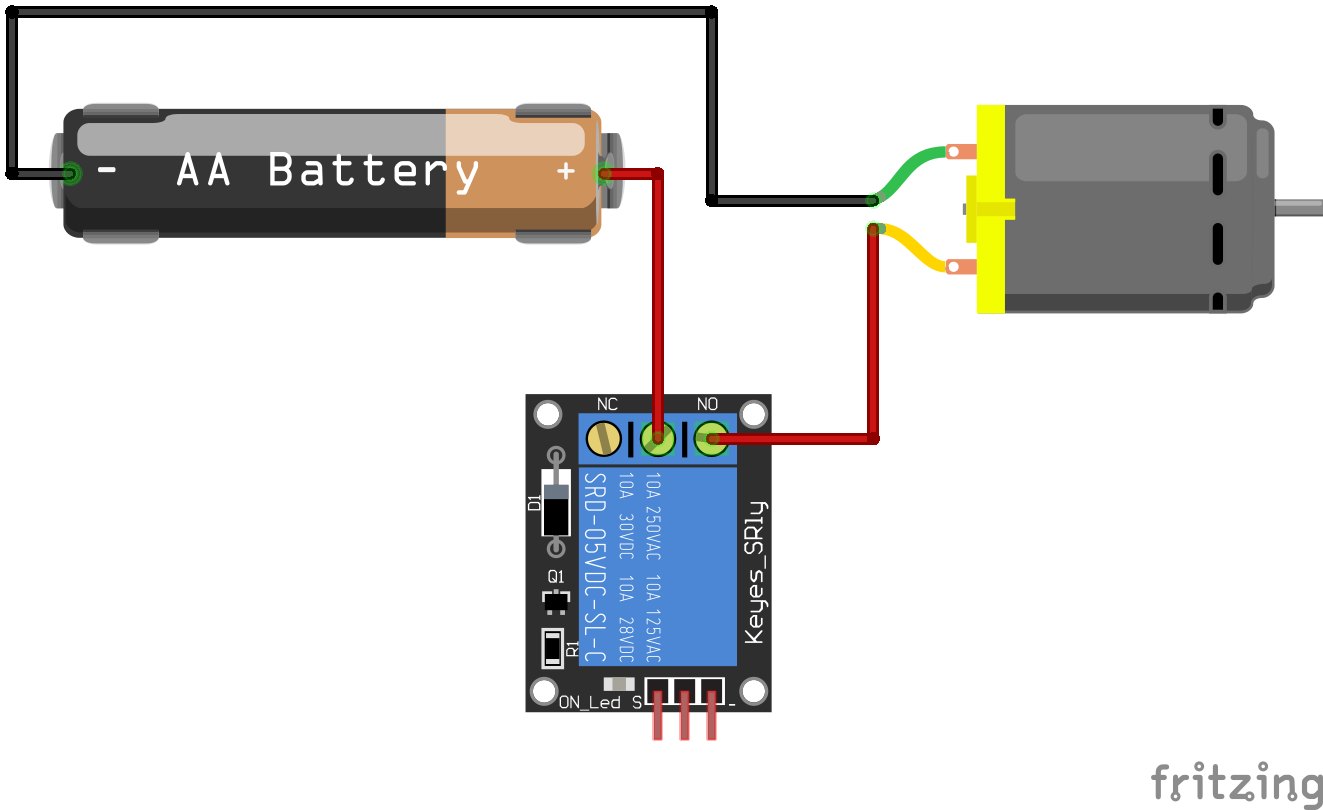 - AA Battery +
NC NO
D1
SRD-05VDC-SL-C
10A 30VDC 10A 28VDC
10A 250VAC 10A 125VAC
Keyes_SRly
Q1
R1
ON_Led S -
fritzing